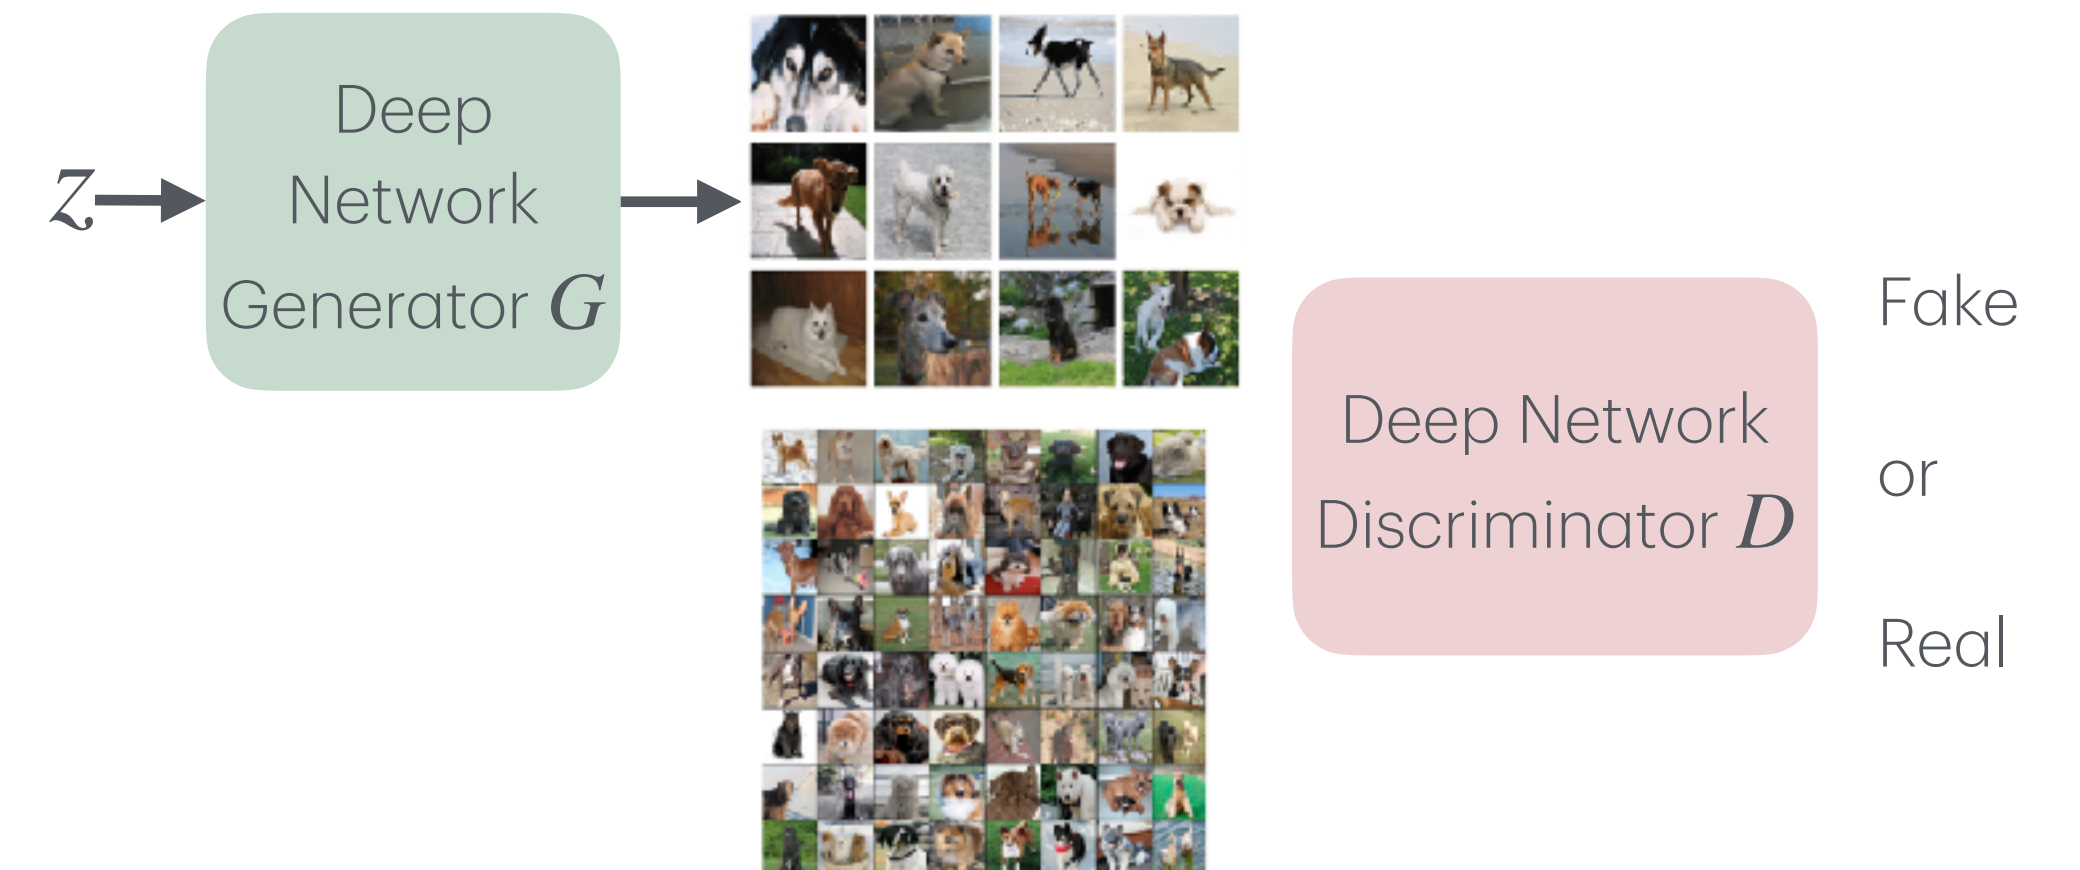 z
Deep
Network
Generator G
Deep Network
Discriminator D
Fake
or
Real